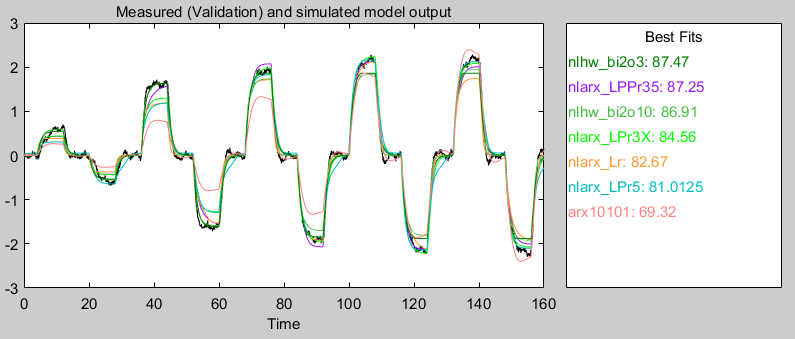 Measured (Validation) and simulated model output
3
2
1
0
-1
-2
-3
0 20 40 60 80 100 120 140 160
Time
Best Fits
nlhw_bi2o3: 87.47
nlarx_LPPr35: 87.25
nlhw_bi2o10: 86.91
nlarx_LPr3X: 84.56
nlarx_Lr: 82.67
nlarx_LPr5: 81.0125
arx10101: 69.32